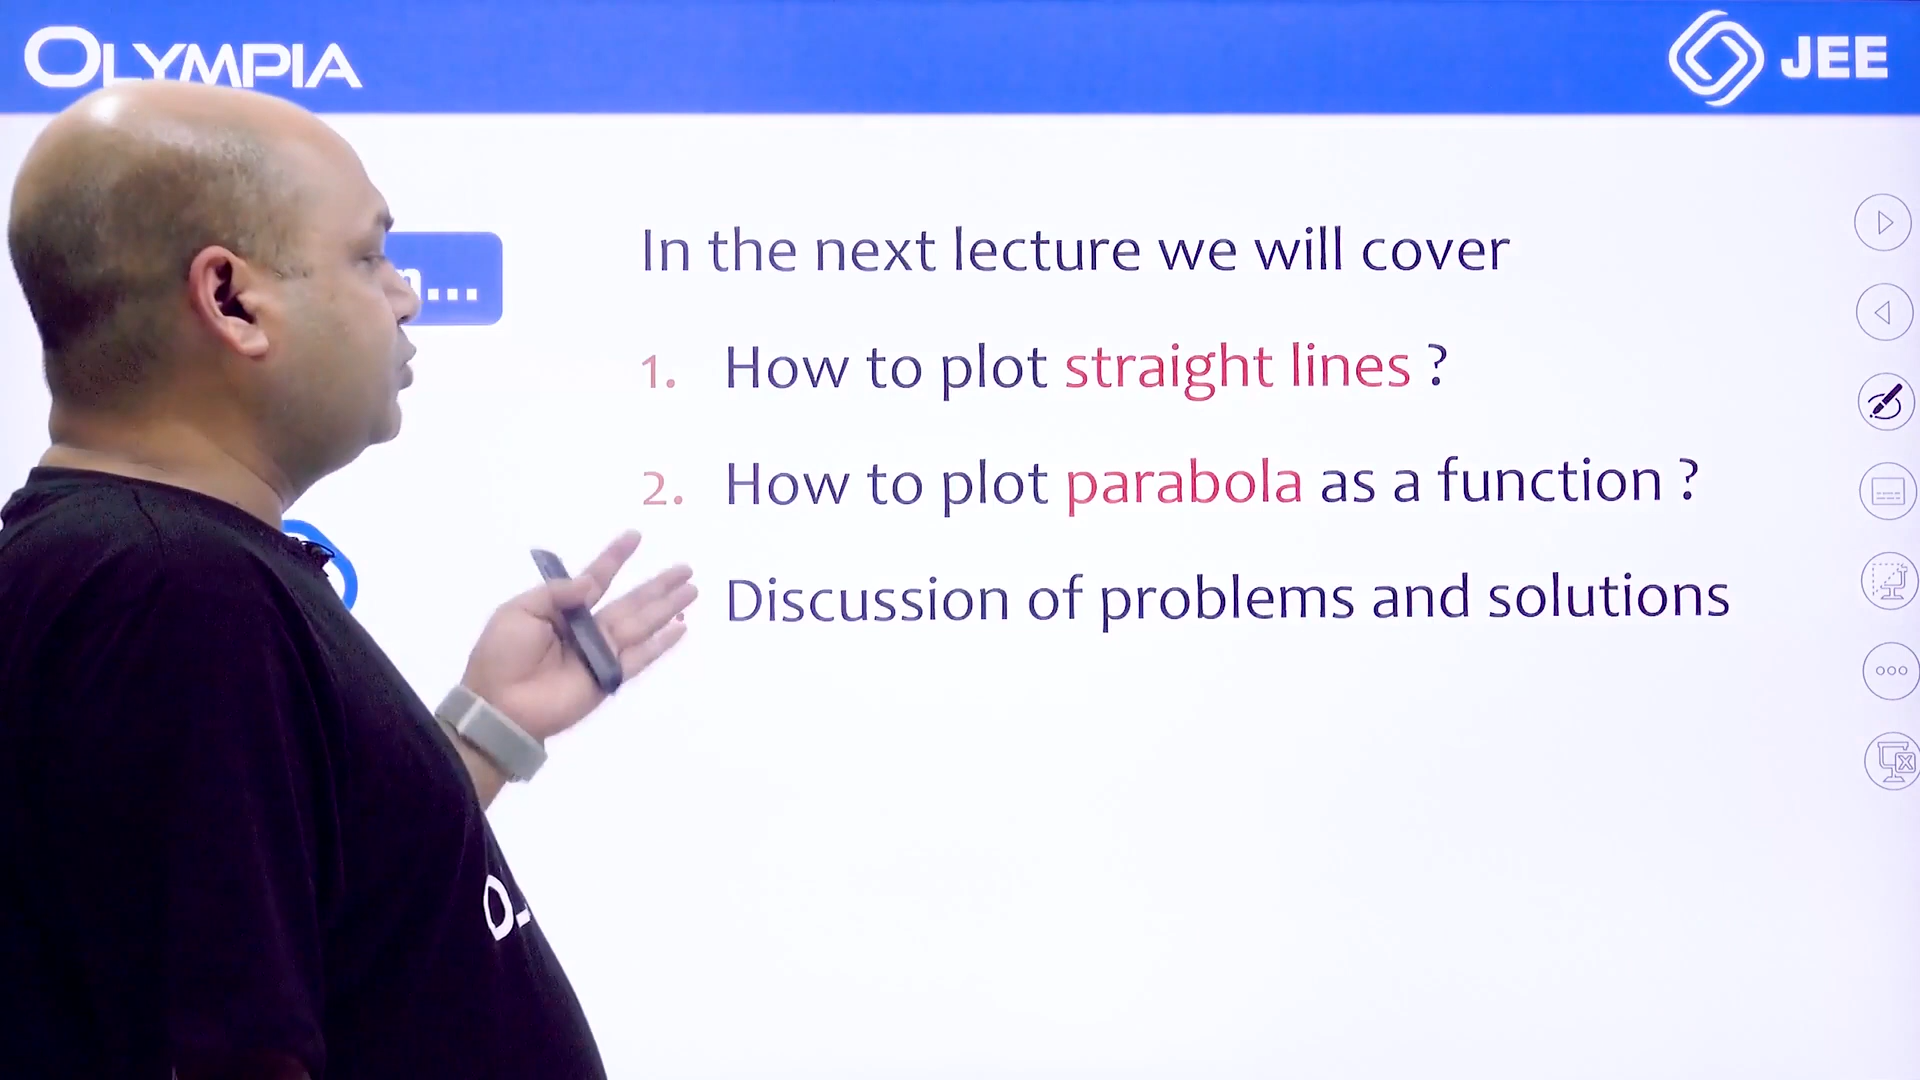 OLYMPIA
JEE
In the next lecture we will cover
1. How to plot straight lines ?
2. How to plot parabola as a function ?
Discussion of problems and solutions